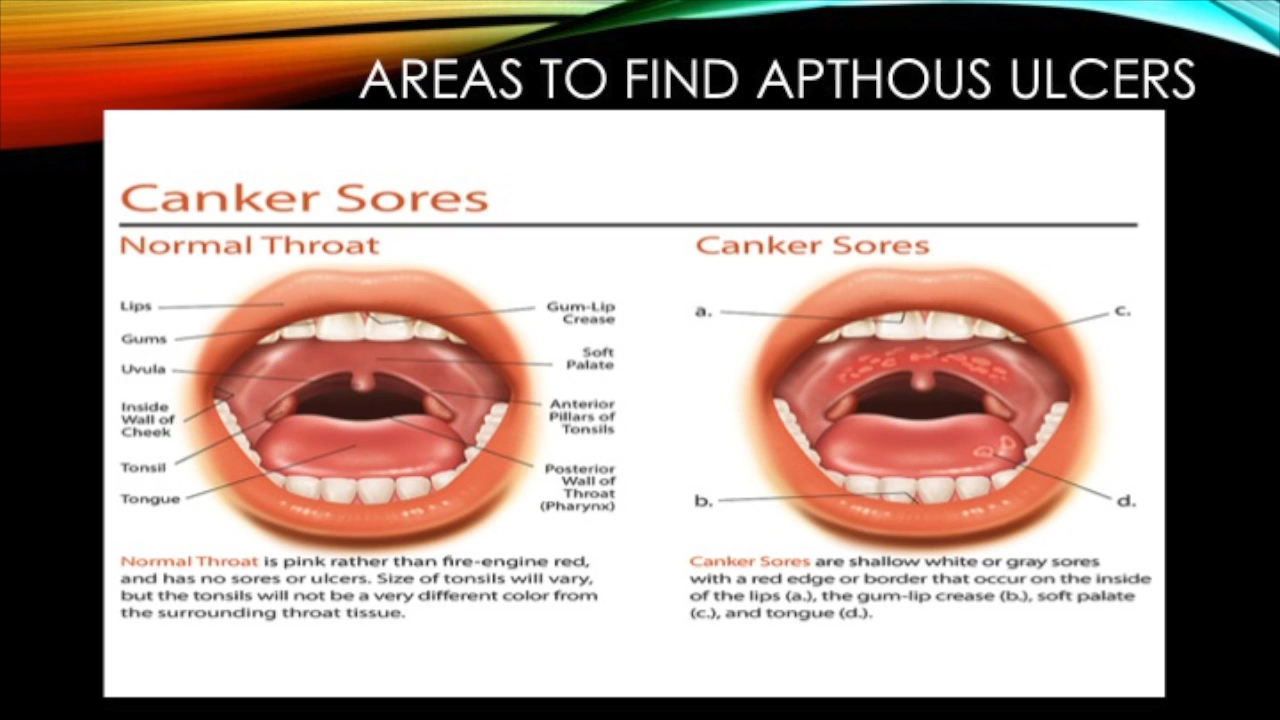 AREAS TO FIND APTHOUS ULCERS
Canker Sores
Normal Throat
Lips
Gums
Uvula
Inside
Wall of
Cheek
Tonsil
Tongue
Gum-Lip
Crease
Soft
Palate
Anterior
Pillars of
Tonsils
Posterior
Wall of
Throat
(Pharynx)
Normal Throat is pink rather than fire-engine red,
and has no sores or ulcers. Size of tonsils will vary,
but the tonsils will not be a very different color from
the surrounding throat tissue.
Canker Sores
a.
b.
c.
d.
Canker Sores are shallow white or gray sores
with a red edge or border that occur on the inside
of the lips (a.), the gum-lip crease (b.), soft palate
(c.), and tongue (d.).